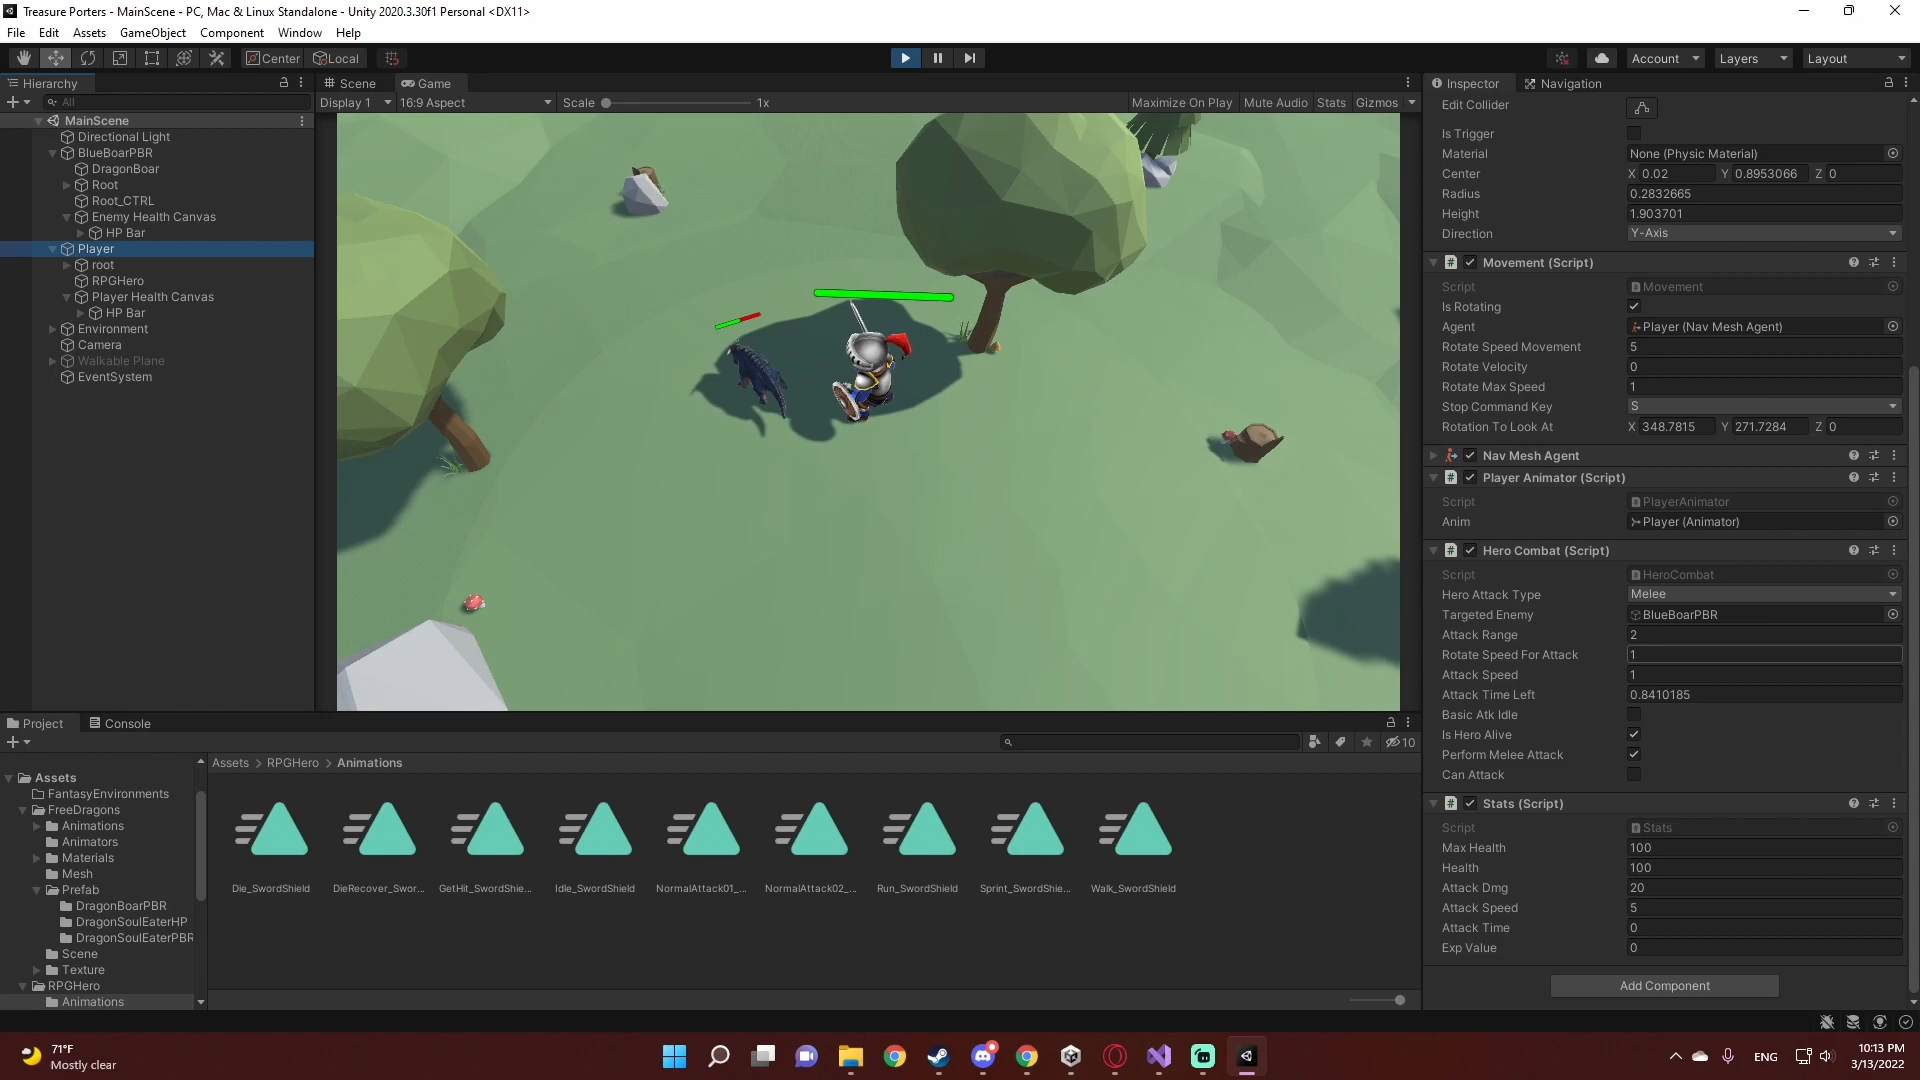 Treasure Porters - MainScene - PC, Mac & Linux Standalone - Unity 2020.3.30f1 Personal <DX11>
File Edit Assets GameObject Component Window Help
Center Local Account Layers Layout
Hierarchy
All
MainScene
Directional Light
BlueBoarPBR
DragonBoar
Root
Root_CTRL
Enemy Health Canvas
HP Bar
Player
root
RPGHero
Player Health Canvas
HP Bar
Environment
Camera
Walkable Plane
EventSystem
Scene Game
Display 1 16:9 Aspect Scale 1x Maximize On Play Mute Audio Stats Gizmos
Inspector Navigation
Edit Collider
Is Trigger
Material None (Physic Material)
Center X 0.02 Y 0.8953066 Z 0
Radius 0.2832665
Height 1.903701
Direction Y-Axis
Movement (Script)
Script Movement
Is Rotating
Agent Player (Nav Mesh Agent)
Rotate Speed Movement 5
Rotate Velocity 0
Rotate Max Speed 1
Stop Command Key S
Rotation To Look At X 348.7815 Y 271.7284 Z 0
Nav Mesh Agent
Player Animator (Script)
Script PlayerAnimator
Anim Player (Animator)
Hero Combat (Script)
Script HeroCombat
Hero Attack Type Melee
Targeted Enemy BlueBoarPBR
Attack Range 2
Rotate Speed For Attack 1
Attack Speed 1
Attack Time Left 0.8410185
Basic Atk Idle
Is Hero Alive
Perform Melee Attack
Can Attack
Stats (Script)
Script Stats
Max Health 100
Health 100
Attack Dmg 20
Attack Speed 5
Attack Time 0
Exp Value 0
Add Component
Project Console
10
Assets
FantasyEnvironments
FreeDragons
Animations
Animators
Materials
Mesh
Prefab
DragonBoarPBR
DragonSoulEaterHP
DragonSoulEaterPBR
Scene
Texture
RPGHero
Animations
Assets > RPGHero > Animations
Die_SwordShield DieRecover_Swor... GetHit_SwordShie... Idle_SwordShield NormalAttack01_... NormalAttack02_... Run_SwordShield Sprint_SwordShie... Walk_SwordShield
71°F
Mostly clear
ENG
10:13 PM
3/13/2022